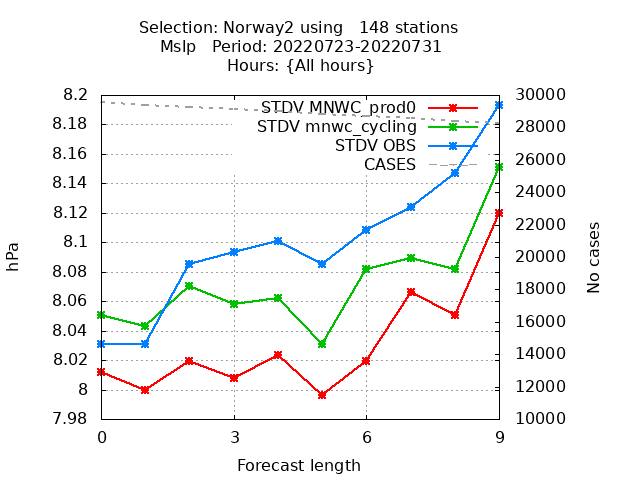 Selection: Norway2 using   148 stations
Mslp   Period: 20220723-20220731
Hours: {All hours}
STDV MNWC_prod0
STDV mnwc_cycling
STDV OBS
CASES
hPa
8.2
8.18
8.16
8.14
8.12
8.1
8.08
8.06
8.04
8.02
8
7.98
30000
28000
26000
24000
22000
20000
18000
16000
14000
12000
10000
No cases
0 3 6 9
Forecast length